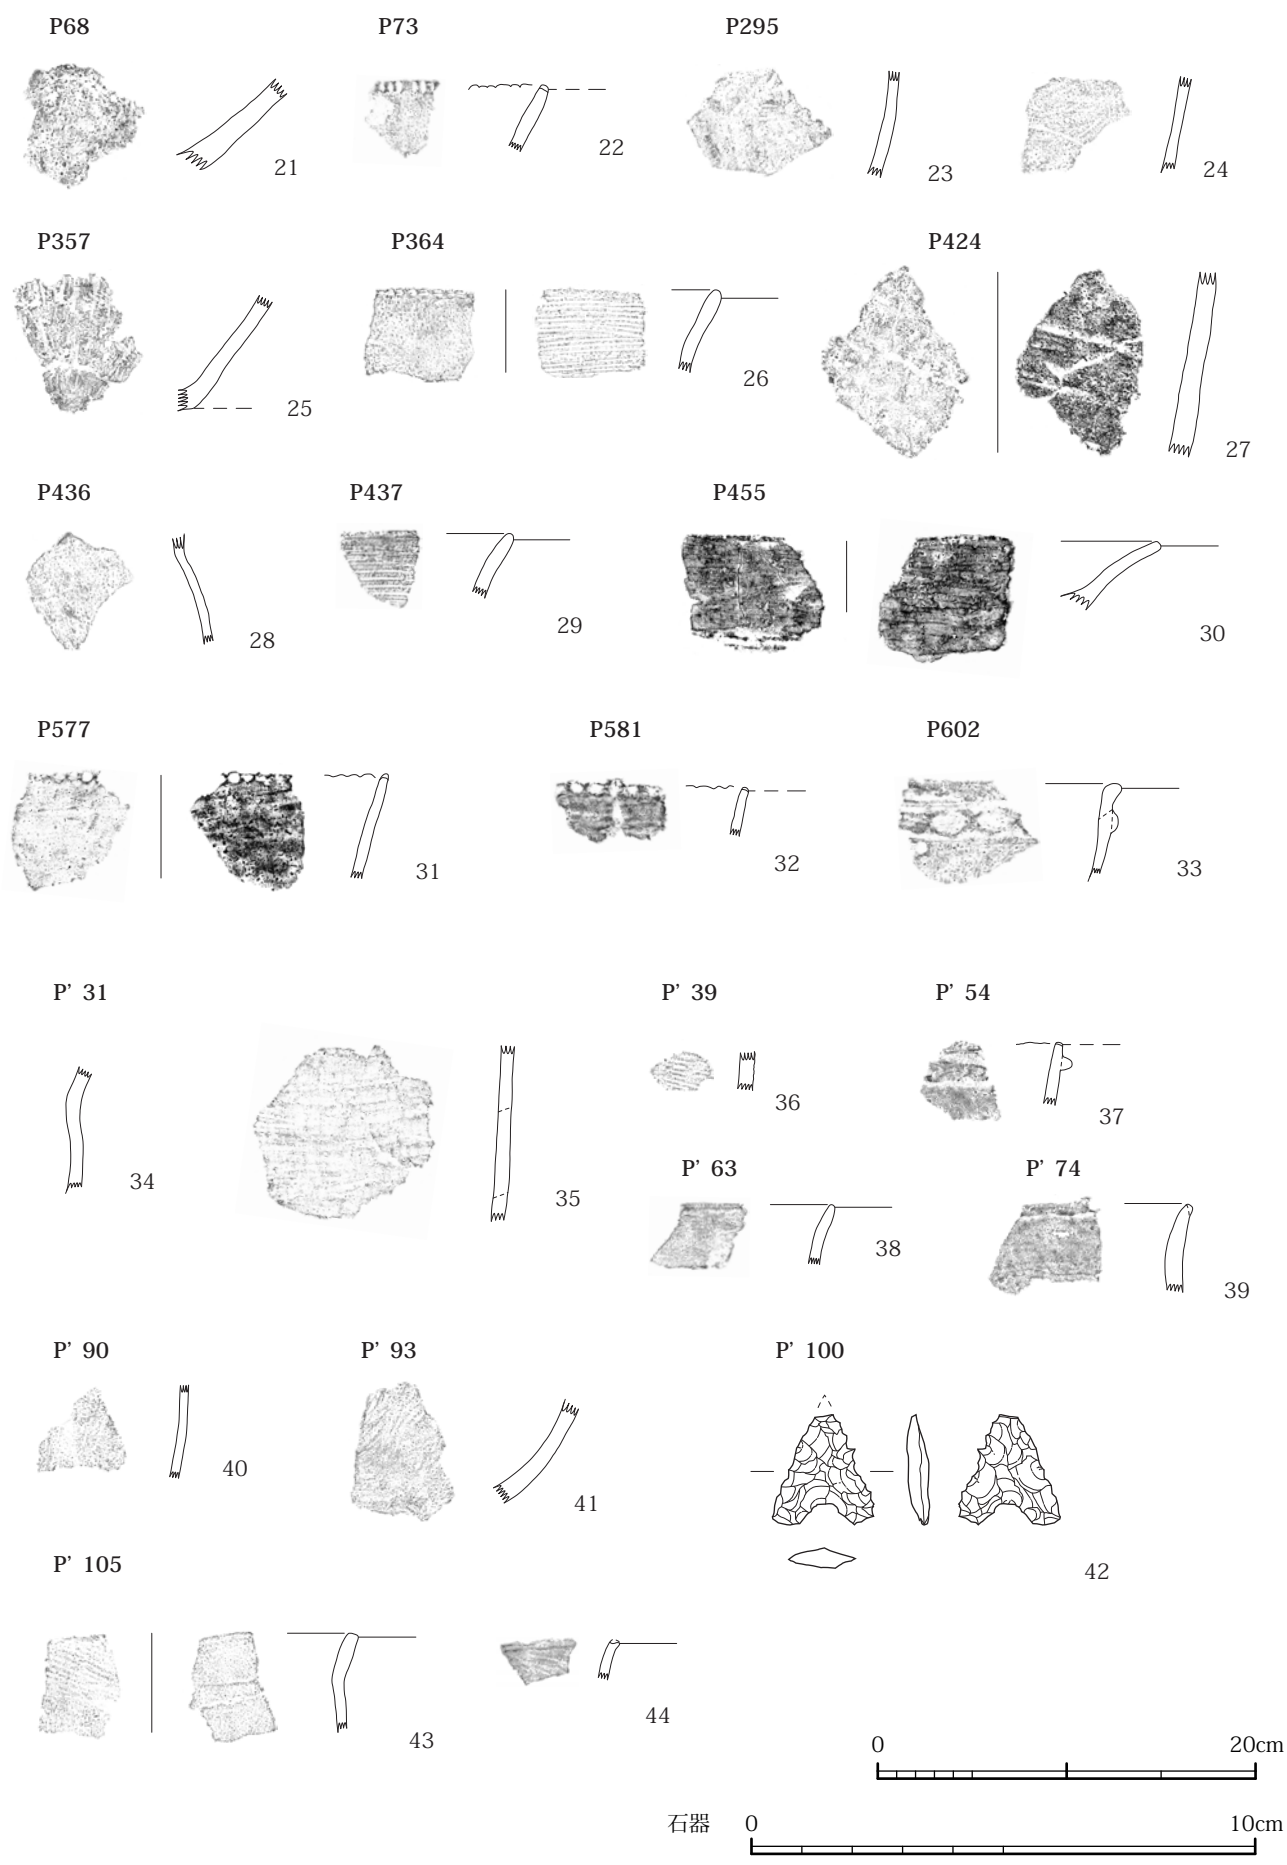 P68 P73 P295
21 22 23 24
P357 P364 P424
25 26 27
P436 P437 P455
28 29 30
P577 P581 P602
31 32 33
P' 31 P' 39 P' 54
34 35 36 37
P' 63 P' 74
38 39
P' 90 P' 93 P' 100
40 41 42
P' 105
43 44
0 20cm
石器 0 10cm